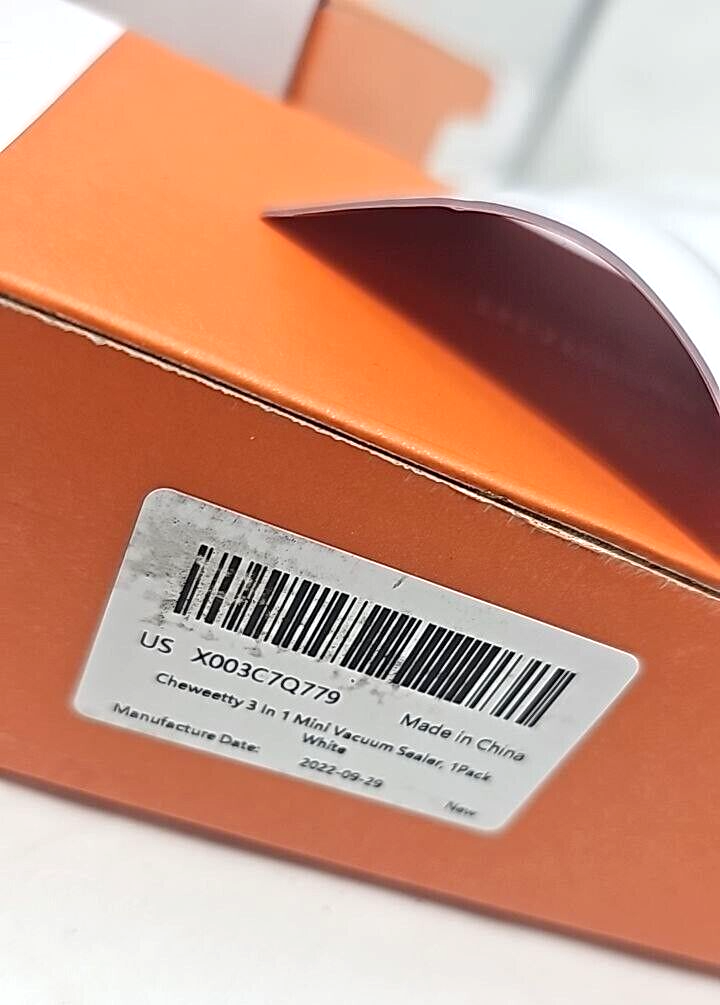 US X003C7Q779
Made in China
Cheweetty 3 In 1 Mini Vacuum Sealer, 1Pack
White
Manufacture Date:
2022-09-29
New